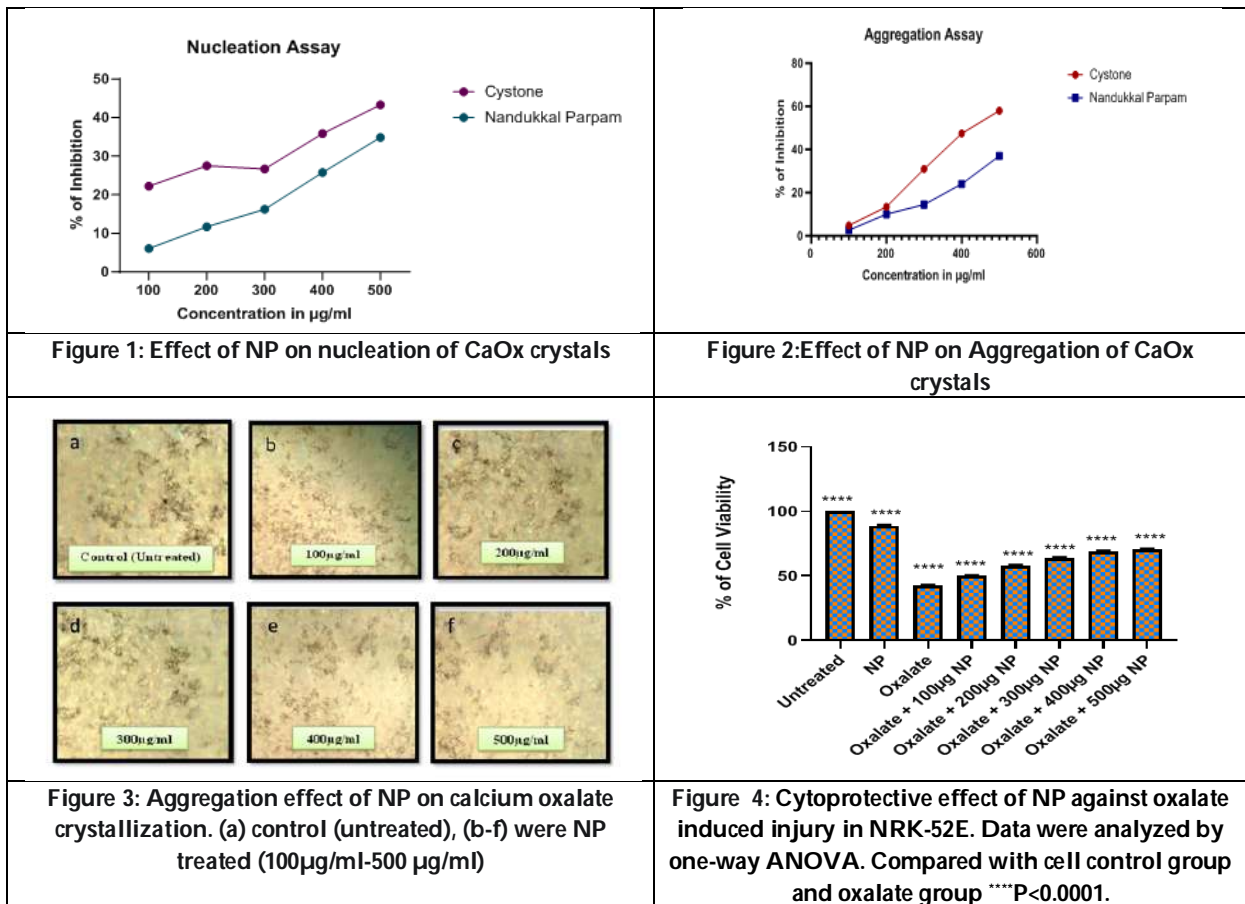 Nucleation Assay
50
40
30
20
10
0
% of Inhibition
100 200 300 400 500
Concentration in µg/ml
Cystone
Nandukkal Parpam
Figure 1: Effect of NP on nucleation of CaOx crystals
Aggregation Assay
80
60
40
20
0
% of Inhibition
0 200 400 600
Concentration in µg/ml
Cystone
Nandukkal Parpam
Figure 2:Effect of NP on Aggregation of CaOx
crystals
a
Control (Untreated)
b
100µg/ml
c
200µg/ml
d
300µg/ml
e
400µg/ml
f
500µg/ml
Figure 3: Aggregation effect of NP on calcium oxalate
crystallization. (a) control (untreated), (b-f) were NP
treated (100µg/ml-500 µg/ml)
150
100
50
0
% of Cell Viability
**** **** **** **** **** **** **** ****
Untreated
NP
Oxalate
Oxalate + 100µg NP
Oxalate + 200µg NP
Oxalate + 300µg NP
Oxalate + 400µg NP
Oxalate + 500µg NP
Figure 4: Cytoprotective effect of NP against oxalate
induced injury in NRK-52E. Data were analyzed by
one-way ANOVA. Compared with cell control group
and oxalate group ****P<0.0001.